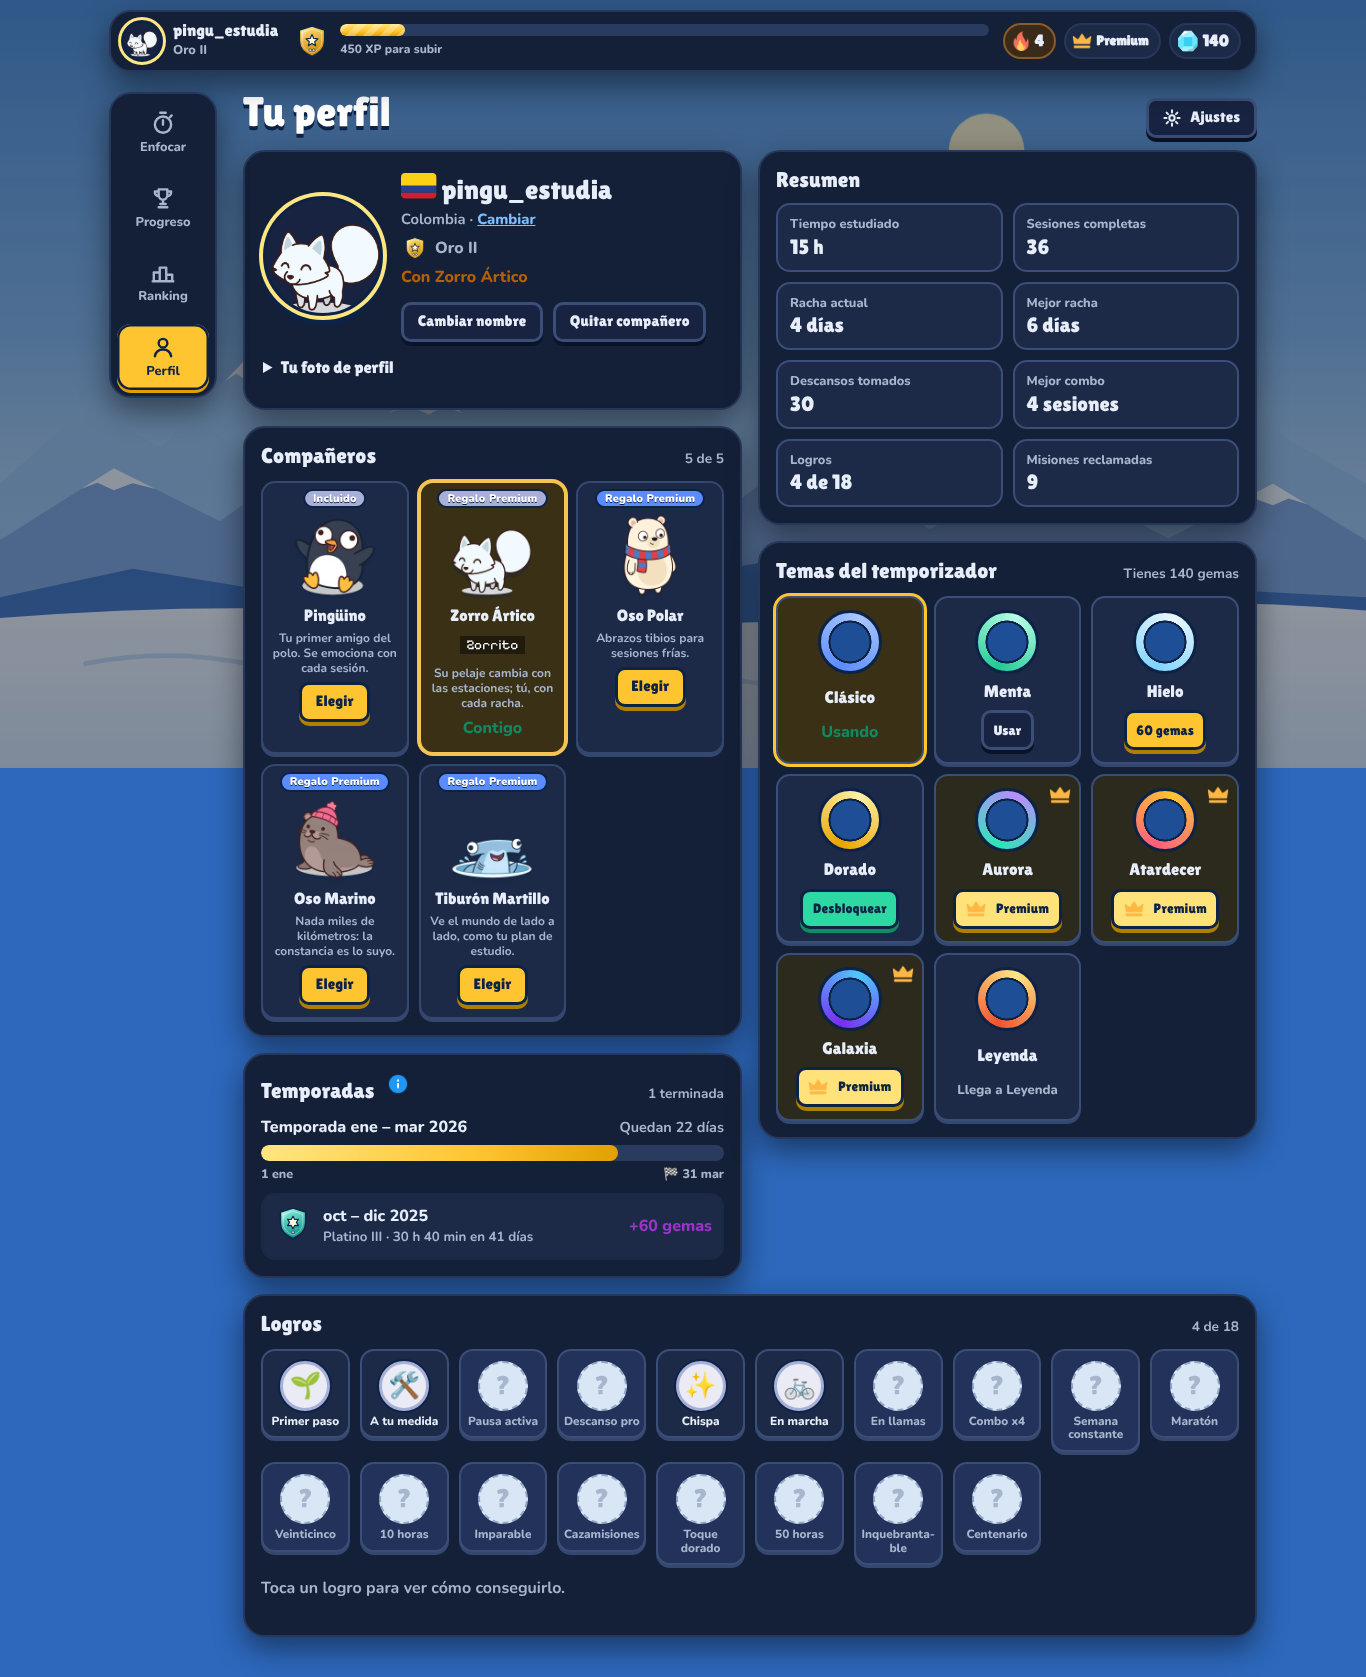 pingu_estudia
Oro II
450 XP para subir
4
Premium
140
Enfocar
Progreso
Ranking
Perfil
Tu perfil
Ajustes
pingu_estudia
Colombia · Cambiar
Oro II
Con Zorro Ártico
Cambiar nombre
Quitar compañero
Tu foto de perfil
Resumen
Tiempo estudiado
15 h
Sesiones completas
36
Racha actual
4 días
Mejor racha
6 días
Descansos tomados
30
Mejor combo
4 sesiones
Logros
4 de 18
Misiones reclamadas
9
Compañeros
5 de 5
Incluido
Pingüino
Tu primer amigo del
polo. Se emociona con
cada sesión.
Elegir
Regalo Premium
Zorro Ártico
Zorrito
Su pelaje cambia con
las estaciones; tú, con
cada racha.
Contigo
Regalo Premium
Oso Polar
Abrazos tibios para
sesiones frías.
Elegir
Regalo Premium
Oso Marino
Nada miles de
kilómetros: la
constancia es lo suyo.
Elegir
Regalo Premium
Tiburón Martillo
Ve el mundo de lado a
lado, como tu plan de
estudio.
Elegir
Temas del temporizador
Tienes 140 gemas
Clásico
Usando
Menta
Usar
Hielo
60 gemas
Dorado
Desbloquear
Aurora
Premium
Atardecer
Premium
Galaxia
Premium
Leyenda
Llega a Leyenda
Temporadas
1 terminada
Temporada ene – mar 2026
Quedan 22 días
1 ene
31 mar
oct – dic 2025
Platino III · 30 h 40 min en 41 días
+60 gemas
Logros
4 de 18
Primer paso
A tu medida
?
Pausa activa
?
Descanso pro
Chispa
En marcha
?
En llamas
?
Combo x4
?
Semana
constante
?
Maratón
?
Veinticinco
?
10 horas
?
Imparable
?
Cazamisiones
?
Toque
dorado
?
50 horas
?
Inquebranta-
ble
?
Centenario
Toca un logro para ver cómo conseguirlo.